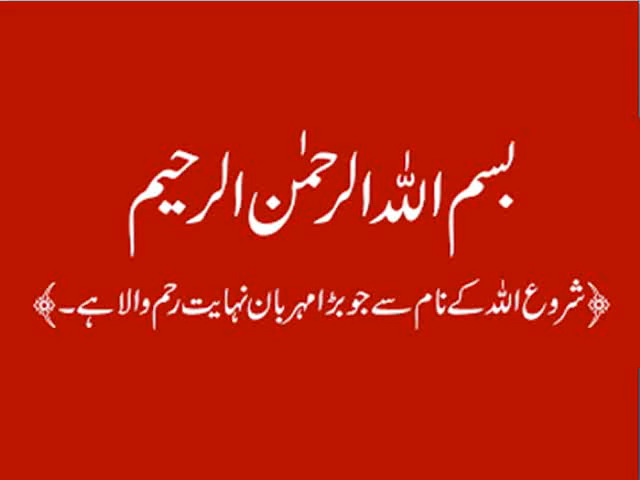 بسم اللہ الرحمٰن الرحیم
﴿شروع اللہ کے نام سے جو بڑا مہربان نہایت رحم والا ہے۔﴾